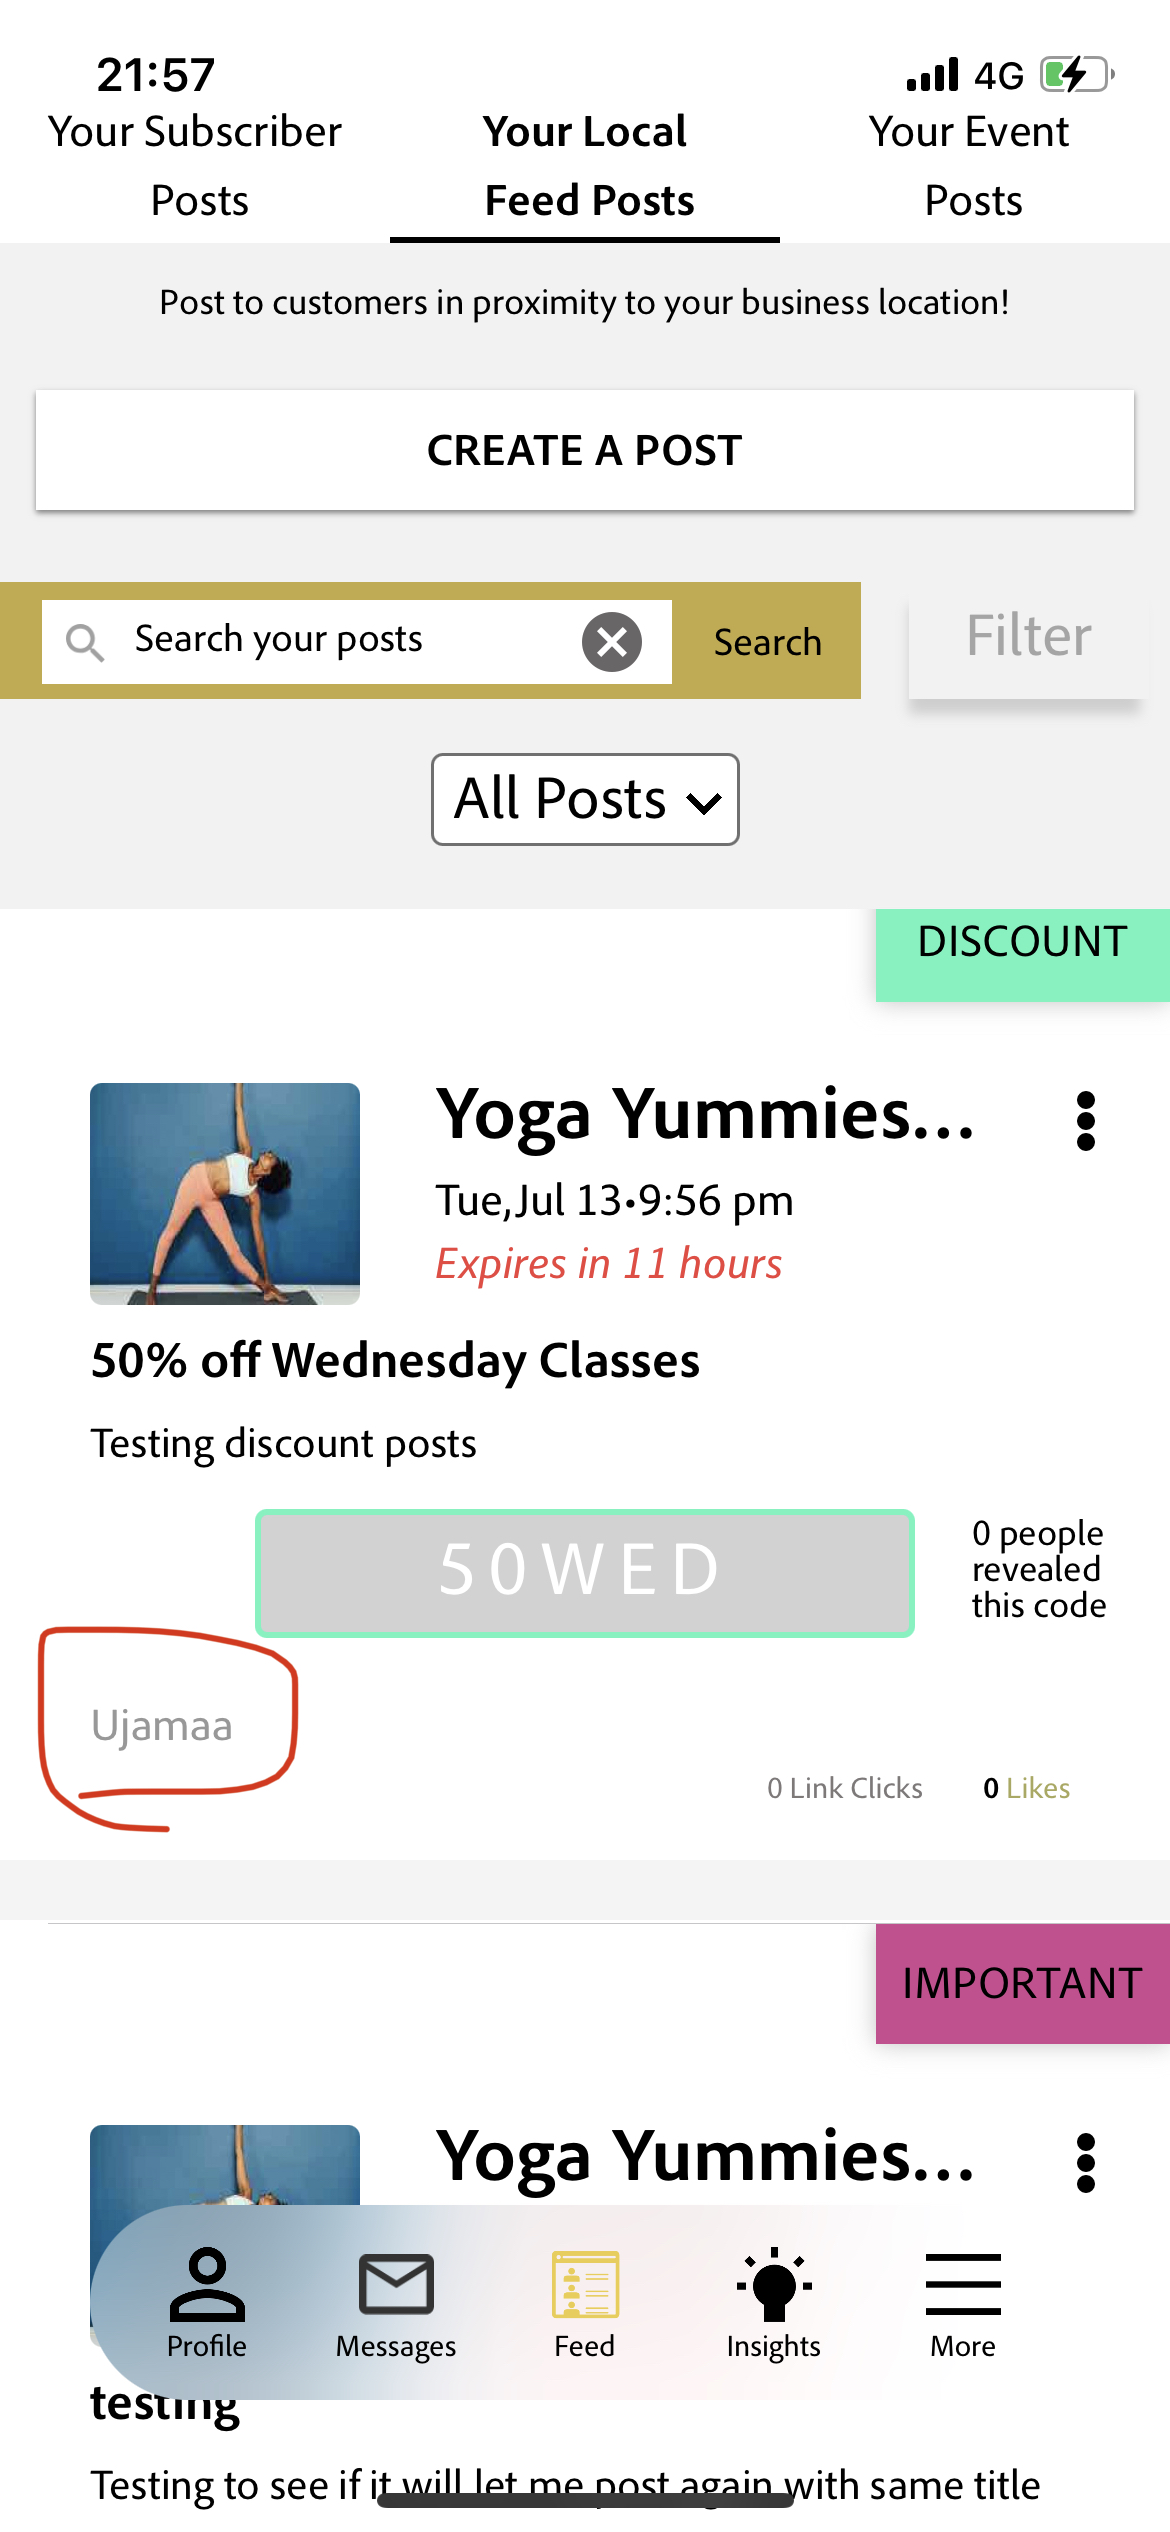 21:57
4G
Your Subscriber
Posts
Your Local
Feed Posts
Your Event
Posts
Post to customers in proximity to your business location!
CREATE A POST
Search your posts
Search
Filter
All Posts
DISCOUNT
Yoga Yummies...
Tue,Jul 13•9:56 pm
Expires in 11 hours
50% off Wednesday Classes
Testing discount posts
50WED
0 people
revealed
this code
Ujamaa
0 Link Clicks
0 Likes
IMPORTANT
Yoga Yummies...
Profile
Messages
Feed
Insights
More
testing
Testing to see if it will let me post again with same title